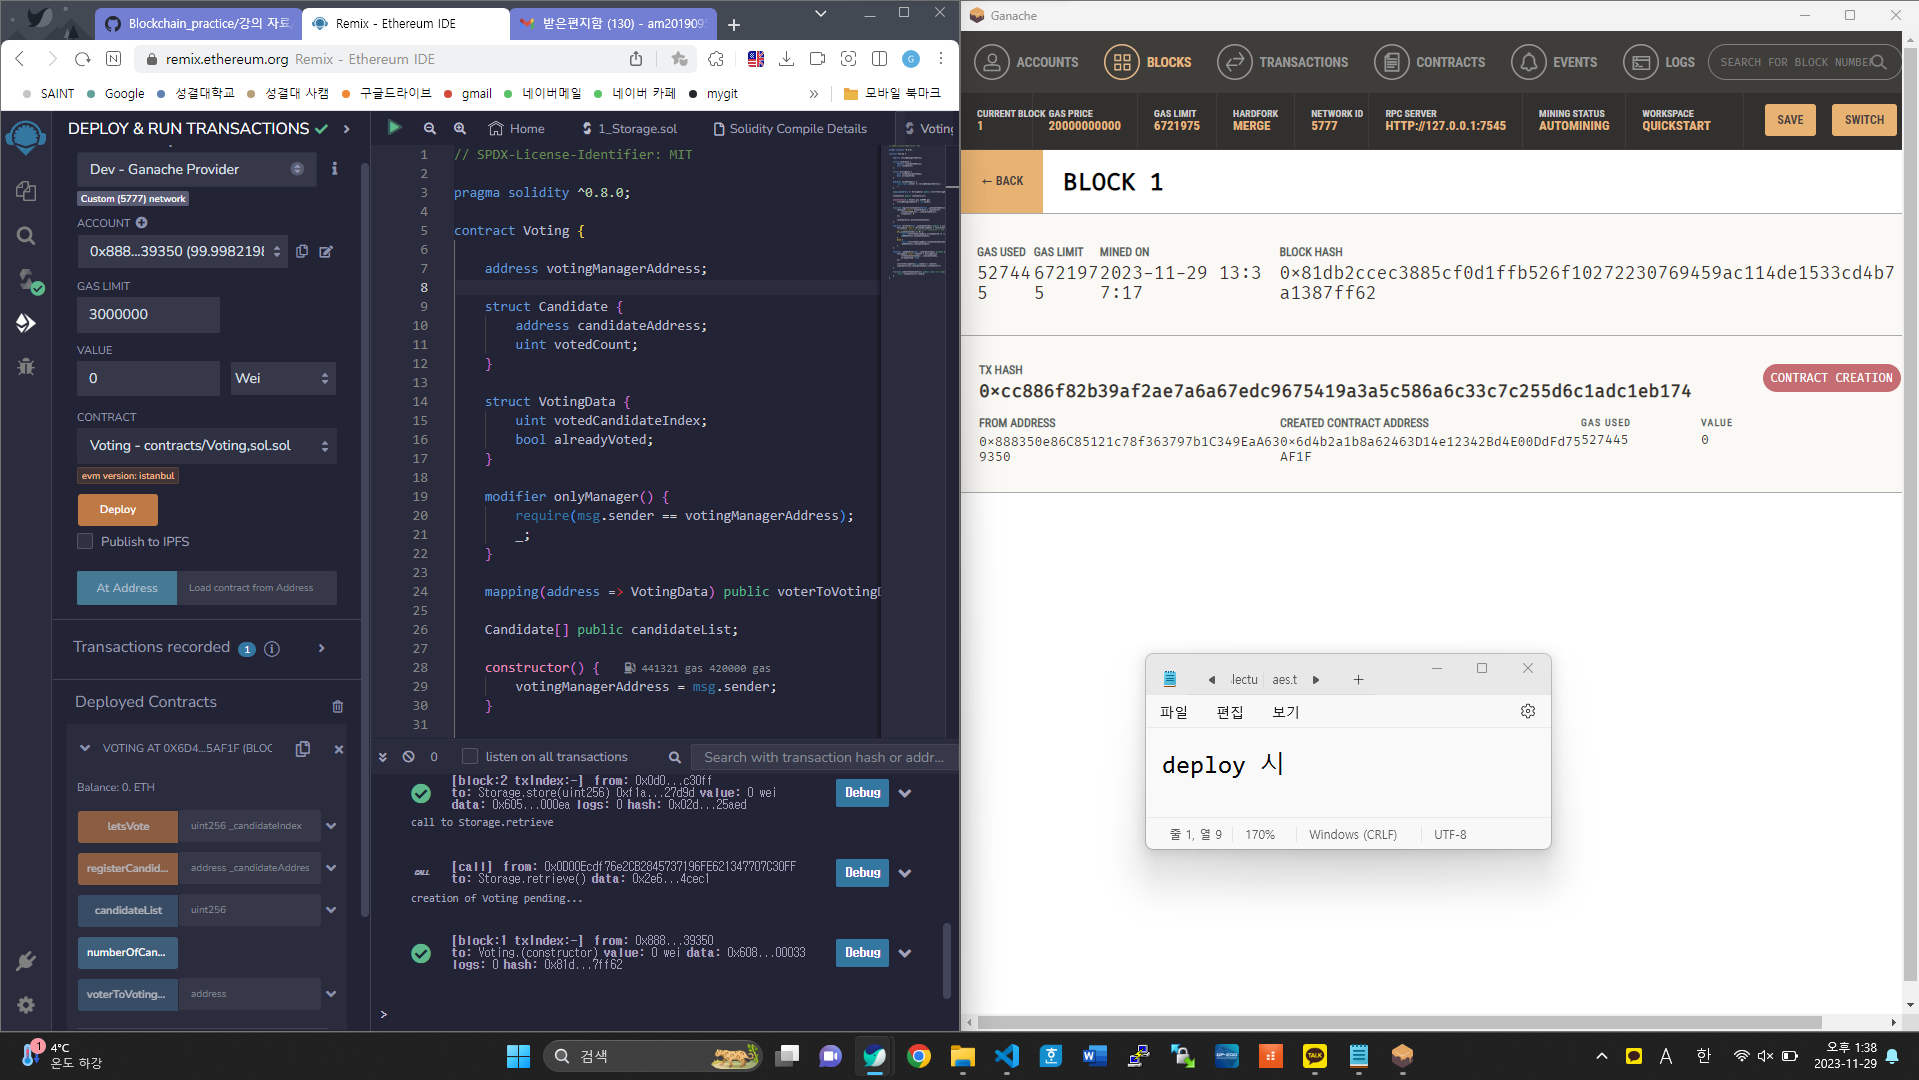 Blockchain_practice/강의 자료
Remix - Ethereum IDE
받은편지함 (130) - am201909
remix.ethereum.org Remix - Ethereum IDE
SAINT
Google
성결대학교
성결대 사캠
구글드라이브
gmail
네이버메일
네이버 카페
mygit
»
모바일 북마크
DEPLOY & RUN TRANSACTIONS
Dev - Ganache Provider
Custom (5777) network
ACCOUNT
0x888...39350 (99.9982198
GAS LIMIT
3000000
VALUE
0
Wei
CONTRACT
Voting - contracts/Voting,sol.sol
evm version: istanbul
Deploy
Publish to IPFS
At Address
Load contract from Address
Transactions recorded 1
Deployed Contracts
VOTING AT 0X6D4...5AF1F (BLOC
Balance: 0. ETH
letsVote
uint256 _candidateIndex
registerCandid...
address _candidateAddres
candidateList
uint256
numberOfCan...
voterToVoting...
address
Home
1_Storage.sol
Solidity Compile Details
Voting
1 // SPDX-License-Identifier: MIT
2
3 pragma solidity ^0.8.0;
4
5 contract Voting {
6
7 address votingManagerAddress;
8
9 struct Candidate {
10 address candidateAddress;
11 uint votedCount;
12 }
13
14 struct VotingData {
15 uint votedCandidateIndex;
16 bool alreadyVoted;
17 }
18
19 modifier onlyManager() {
20 require(msg.sender == votingManagerAddress);
21 _;
22 }
23
24 mapping(address => VotingData) public voterToVotingD
25
26 Candidate[] public candidateList;
27
28 constructor() { 441321 gas 420000 gas
29 votingManagerAddress = msg.sender;
30 }
31
0
listen on all transactions
Search with transaction hash or addr...
[block:2 txIndex:-] from: 0x0d0...c30ff
to: Storage.store(uint256) 0xf1a...27d9d value: 0 wei
data: 0x605...000ea logs: 0 hash: 0x02d...25aed
Debug
call to Storage.retrieve
CALL
[call] from: 0x0D00Ecdf76e2CB2845737196FE621347707C30FF
to: Storage.retrieve() data: 0x2e6...4cec1
Debug
creation of Voting pending...
[block:1 txIndex:-] from: 0x888...39350
to: Voting.(constructor) value: 0 wei data: 0x608...00033
logs: 0 hash: 0x81d...7ff62
Debug
>
Ganache
ACCOUNTS
BLOCKS
TRANSACTIONS
CONTRACTS
EVENTS
LOGS
SEARCH FOR BLOCK NUMBER
CURRENT BLOCK
1
GAS PRICE
20000000000
GAS LIMIT
6721975
HARDFORK
MERGE
NETWORK ID
5777
RPC SERVER
HTTP://127.0.0.1:7545
MINING STATUS
AUTOMINING
WORKSPACE
QUICKSTART
SAVE
SWITCH
← BACK
BLOCK 1
GAS USED
52744
5
GAS LIMIT
672197
5
MINED ON
2023-11-29 13:3
7:17
BLOCK HASH
0×81db2ccec3885cf0d1ffb526f10272230769459ac114de1533cd4b7
a1387ff62
TX HASH
0×cc886f82b39af2ae7a6a67edc9675419a3a5c586a6c33c7c255d6c1adc1eb174
CONTRACT CREATION
FROM ADDRESS
0×888350e86C85121c78f363797b1C349EaA63
9350
CREATED CONTRACT ADDRESS
0×6d4b2a1b8a62463D14e12342Bd4E00DdFd75
AF1F
GAS USED
527445
VALUE
0
lectu
aes.t
파일
편집
보기
deploy 시
줄 1, 열 9
170%
Windows (CRLF)
UTF-8
1
4°C
온도 하강
검색
TALK
A
한
오후 1:38
2023-11-29